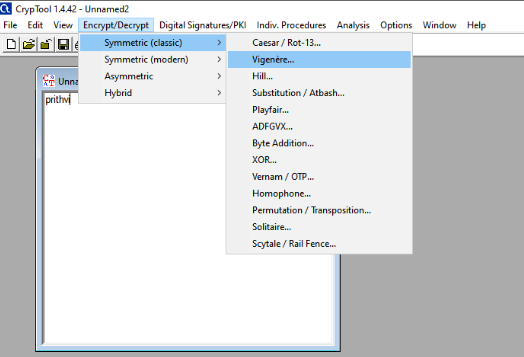 CrypTool 1.4.42 - Unnamed2
File Edit View Encrypt/Decrypt Digital Signatures/PKI Indiv. Procedures Analysis Options Window Help
Symmetric (classic)
Symmetric (modern)
Asymmetric
Hybrid
Caesar / Rot-13...
Vigenère...
Hill...
Substitution / Atbash...
Playfair...
ADFGVX...
Byte Addition...
XOR...
Vernam / OTP...
Homophone...
Permutation / Transposition...
Solitaire...
Scytale / Rail Fence...
prithvi